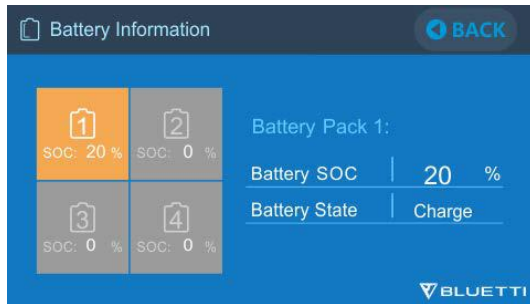 Battery Information
BACK
1
SOC: 20 %
2
SOC: 0 %
3
SOC: 0 %
4
SOC: 0 %
Battery Pack 1:
Battery SOC 20 %
Battery State Charge
BLUETTI